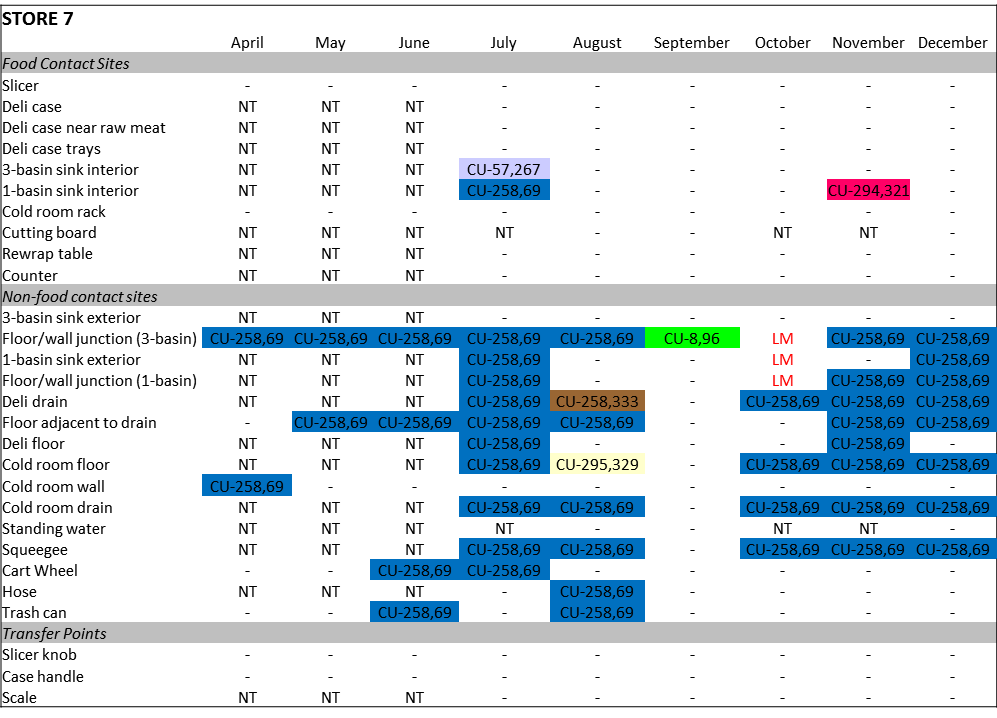 STORE 7
April May June July August September October November December
Food Contact Sites
Slicer - - - - - - - - -
Deli case NT NT NT - - - - - -
Deli case near raw meat NT NT NT - - - - - -
Deli case trays NT NT NT - - - - - -
3-basin sink interior NT NT NT CU-57,267 - - - - -
1-basin sink interior NT NT NT CU-258,69 - - - CU-294,321 -
Cold room rack - - - - - - - - -
Cutting board NT NT NT NT - - NT NT -
Rewrap table NT NT NT - - - - - -
Counter NT NT NT - - - - - -
Non-food contact sites
3-basin sink exterior NT NT NT - - - - - -
Floor/wall junction (3-basin) CU-258,69 CU-258,69 CU-258,69 CU-258,69 CU-258,69 CU-8,96 LM CU-258,69 CU-258,69
1-basin sink exterior NT NT NT CU-258,69 - - LM - CU-258,69
Floor/wall junction (1-basin) NT NT NT CU-258,69 - - LM CU-258,69 CU-258,69
Deli drain NT NT NT CU-258,69 CU-258,333 - CU-258,69 CU-258,69 CU-258,69
Floor adjacent to drain - CU-258,69 CU-258,69 CU-258,69 CU-258,69 - - CU-258,69 CU-258,69
Deli floor NT NT NT CU-258,69 - - - CU-258,69 -
Cold room floor NT NT NT CU-258,69 CU-295,329 - CU-258,69 CU-258,69 CU-258,69
Cold room wall CU-258,69 - - - - - - - -
Cold room drain NT NT NT CU-258,69 CU-258,69 - CU-258,69 CU-258,69 CU-258,69
Standing water NT NT NT NT - - NT NT -
Squeegee NT NT NT CU-258,69 CU-258,69 - CU-258,69 CU-258,69 CU-258,69
Cart Wheel - - CU-258,69 CU-258,69 - - - - -
Hose NT NT NT - CU-258,69 - - - -
Trash can - - CU-258,69 - CU-258,69 - - - -
Transfer Points
Slicer knob - - - - - - - - -
Case handle - - - - - - - - -
Scale NT NT NT - - - - - -